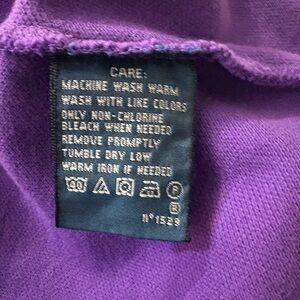 CARE:
MACHINE WASH WARM
WASH WITH LIKE COLORS
ONLY NON-CHLORINE
BLEACH WHEN NEEDED
REMOVE PROMPTLY
TUMBLE DRY LOW
WARM IRON IF NEEDED
P
Nº1529